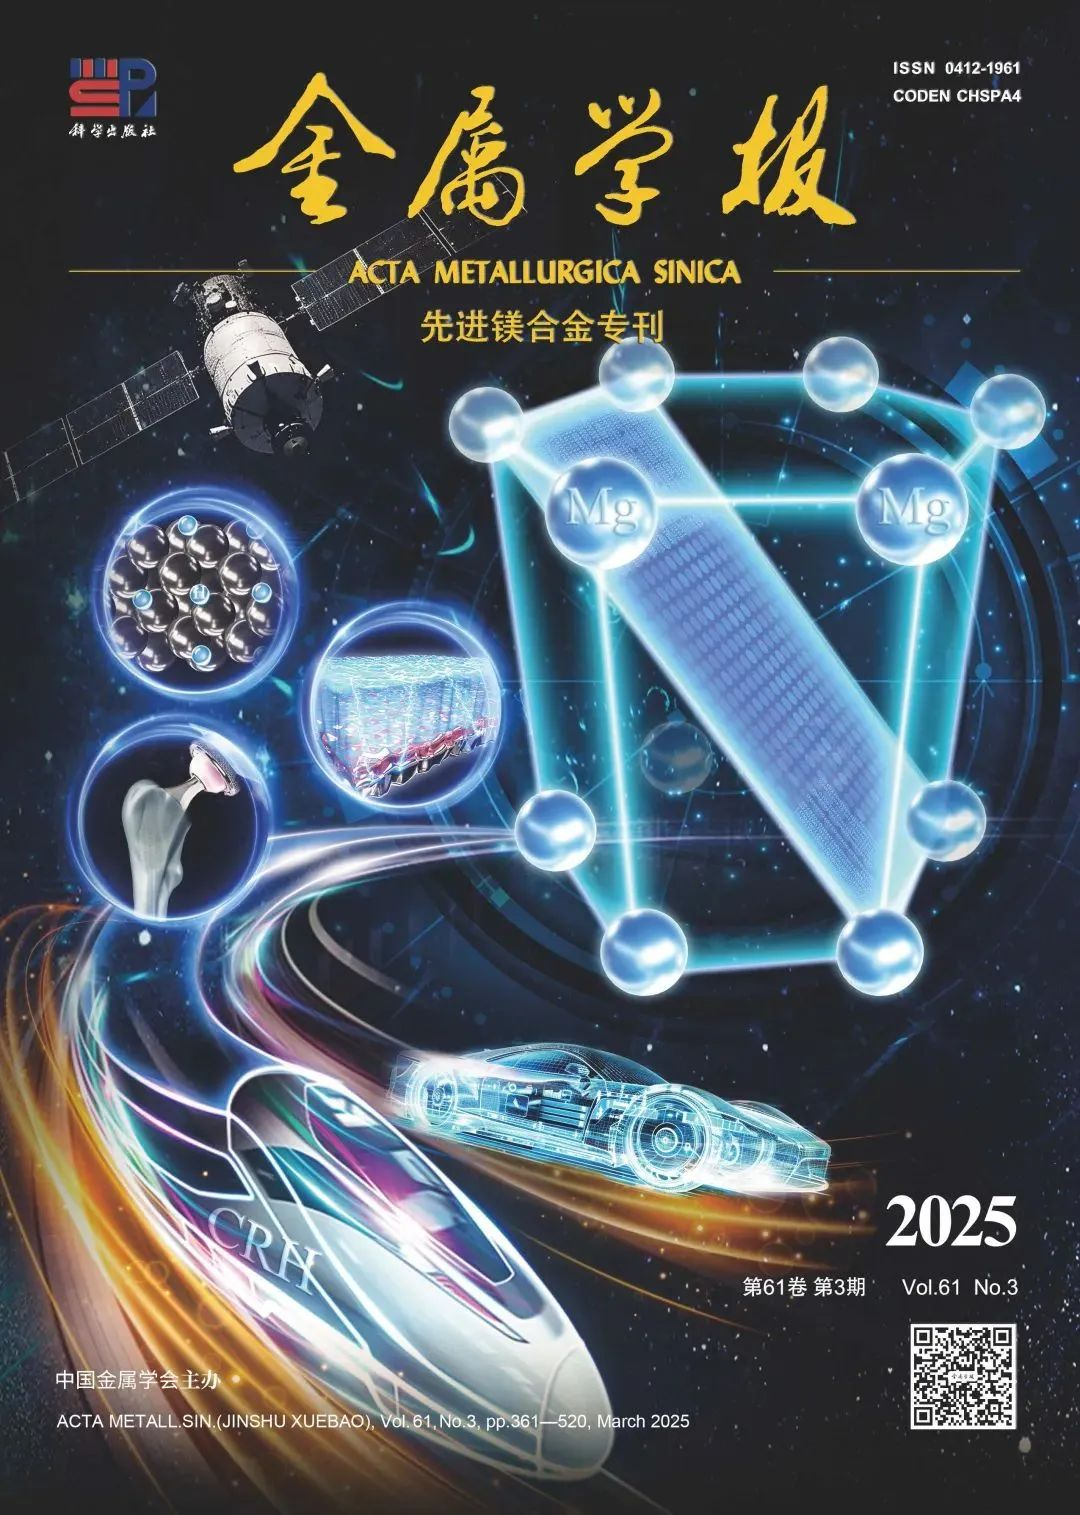 科学出版社
ISSN 0412-1961
CODEN CHSPA4
金属学报
ACTA METALLURGICA SINICA
先进镁合金专刊
Mg
Mg
H
CRH
2025
第61卷 第3期 Vol.61 No.3
中国金属学会主办
ACTA METALL.SIN.(JINSHU XUEBAO), Vol.61,No.3, pp.361—520, March 2025